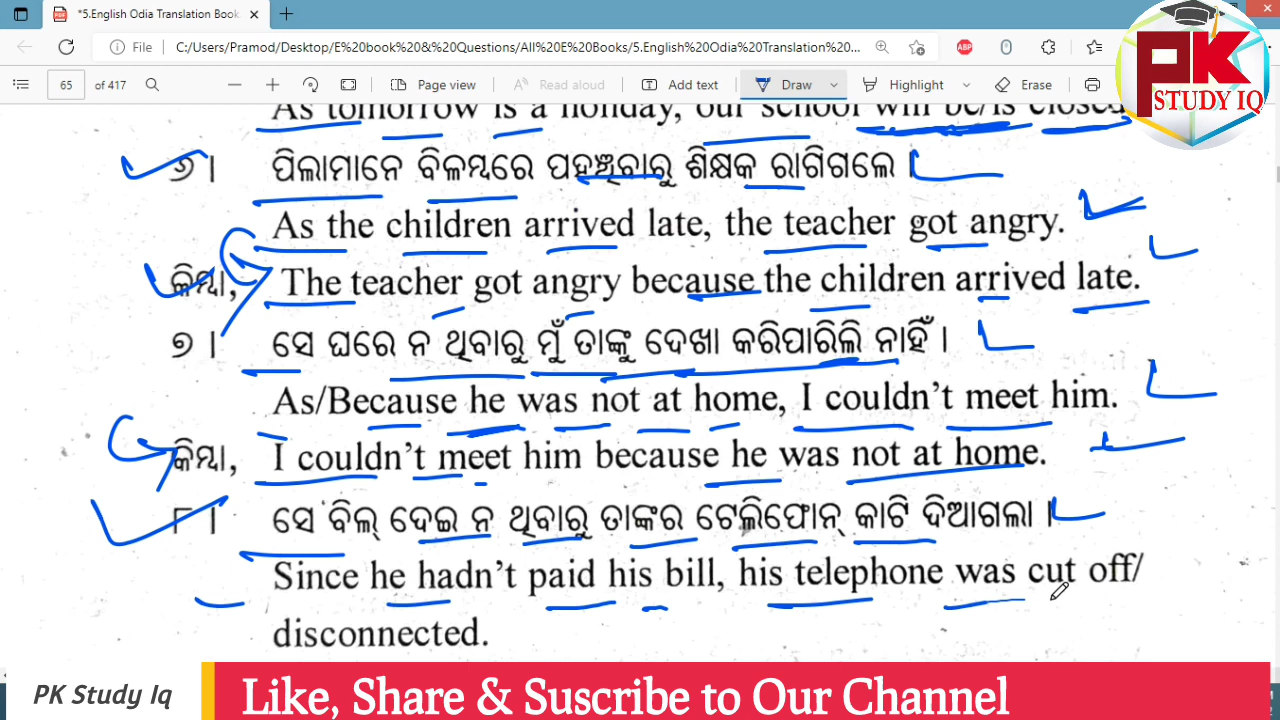 *5.English Odia Translation Book
File C:/Users/Pramod/Desktop/E%20book%20&%20Questions/All%20E%20Books/5.English%20Odia%20Translation%20...
65 of 417 Page view Read aloud Add text Draw Highlight Erase
ABP
PK
STUDY IQ
As tomorrow is a holiday, our school will be/is closed
୬। ପିଲାମାନେ ବିଳମ୍ବରେ ପହଞ୍ଚିବାରୁ ଶିକ୍ଷକ ରାଗିଗଲେ।
As the children arrived late, the teacher got angry.
କିମ୍ବା, The teacher got angry because the children arrived late.
୭। ସେ ଘରେ ନ ଥିବାରୁ ମୁଁ ତାଙ୍କୁ ଦେଖା କରିପାରିଲି ନାହିଁ।
As/Because he was not at home, I couldn't meet him.
କିମ୍ବା, I couldn't meet him because he was not at home.
୮। ସେ ବିଲ୍ ଦେଇ ନ ଥିବାରୁ ତାଙ୍କର ଟେଲିଫୋନ୍ କାଟି ଦିଆଗଲା।
Since he hadn't paid his bill, his telephone was cut off/
disconnected.
PK Study Iq Like, Share & Suscribe to Our Channel